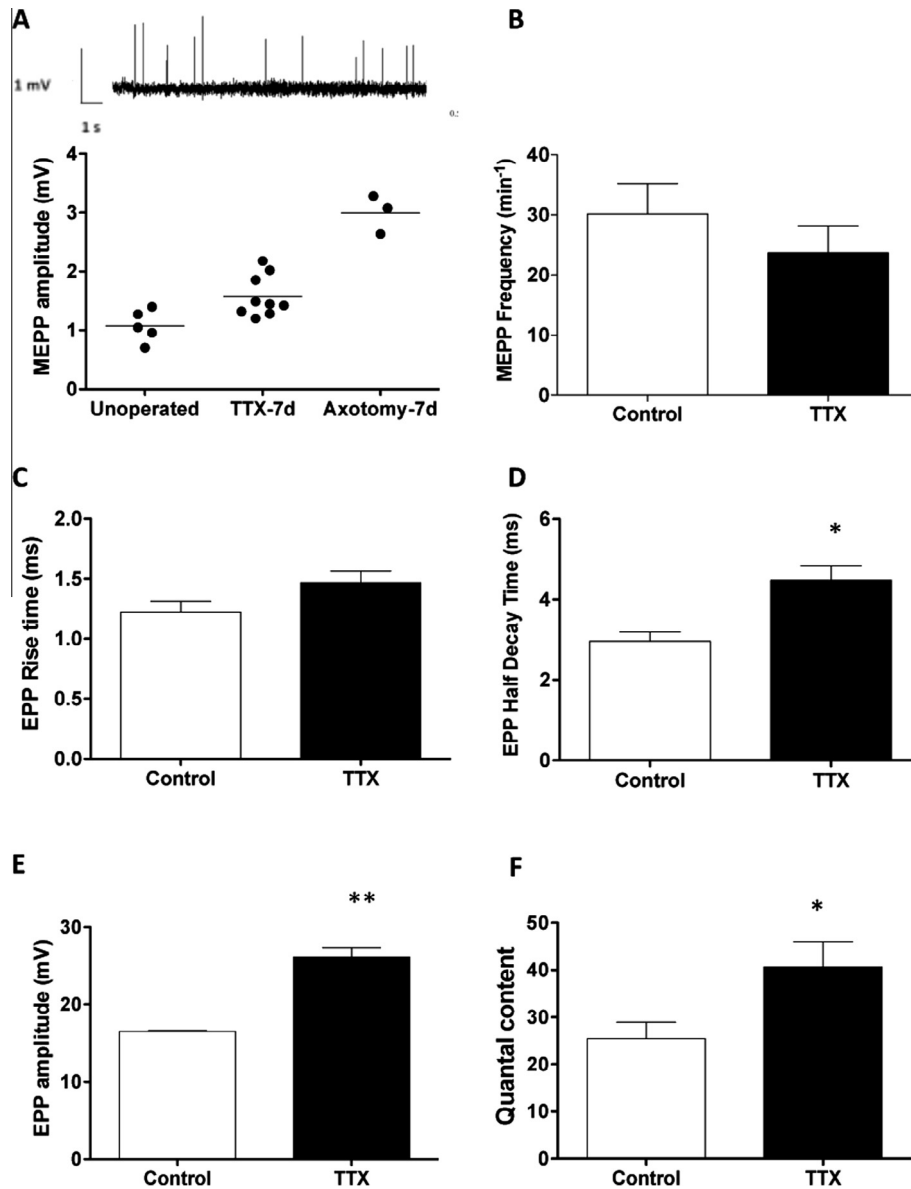 A
1 mV
1 s
0.5
MEPP amplitude (mV)
4
3
2
1
0
Unoperated TTX-7d Axotomy-7d
B
MEPP Frequency (min-1)
40
30
20
10
0
Control TTX
C
EPP Rise time (ms)
2.0
1.5
1.0
0.5
0.0
Control TTX
D
EPP Half Decay Time (ms)
6
4
2
0
*
Control TTX
E
EPP amplitude (mV)
30
20
10
0
**
Control TTX
F
Quantal content
50
40
30
20
10
0
*
Control TTX